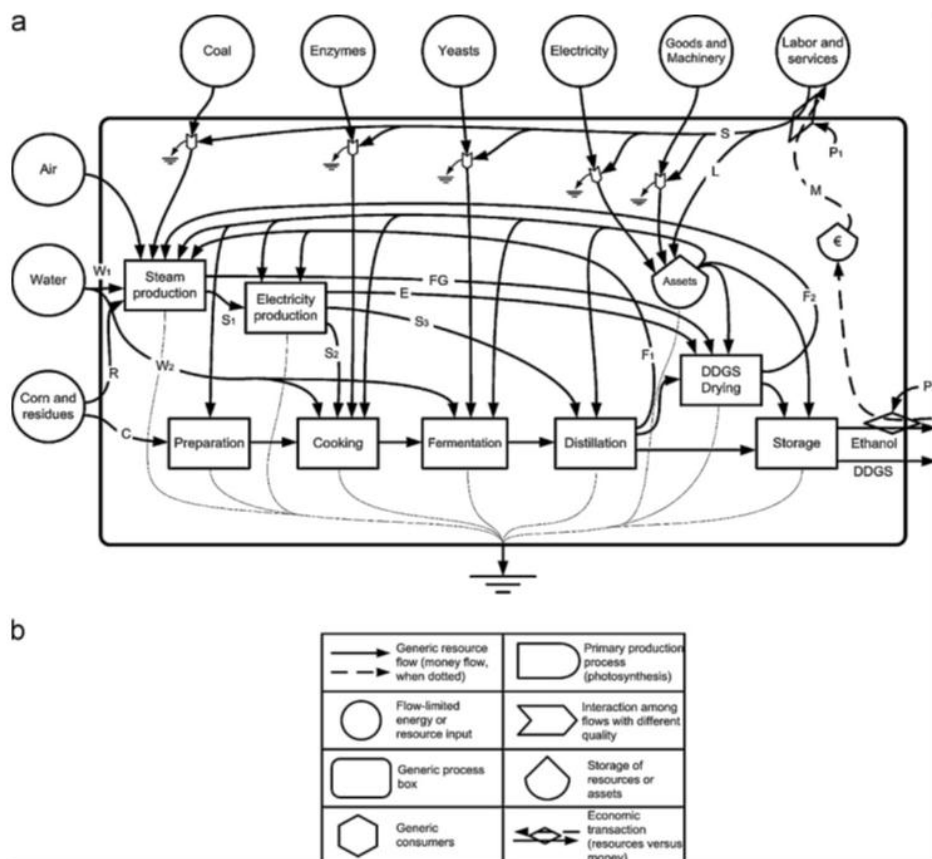 a
Coal
Enzymes
Yeasts
Electricity
Goods and
Machinery
Labor and
services
S
P1
Air
L
M
€
Water
W1
Steam
production
FG
Assets
S1
Electricity
production
E
S3
F2
S2
F1
R
W2
DDGS
Drying
Corn and
residues
P
C
Preparation
Cooking
Fermentation
Distillation
Storage
Ethanol
DDGS
b
Generic resource
flow (money flow,
when dotted)
Primary production
process
(photosynthesis)
Flow-limited
energy or
resource input
Interaction among
flows with different
quality
Generic process
box
Storage of
resources or
assets
Generic
consumers
Economic
transaction
(resources versus
money)